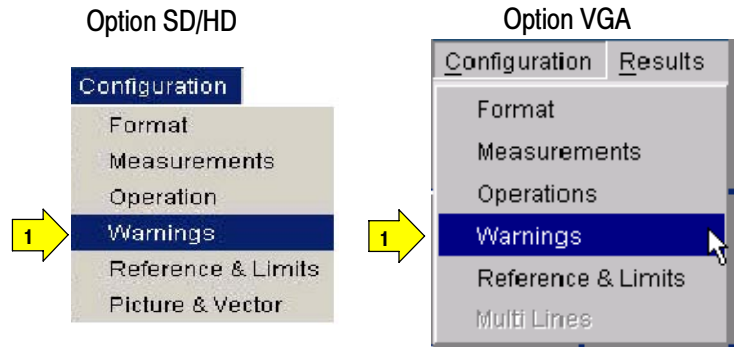 Option SD/HD
Configuration
Format
Measurements
Operation
1 Warnings
Reference & Limits
Picture & Vector
Option VGA
Configuration Results
Format
Measurements
Operations
1 Warnings
Reference & Limits
Multi Lines